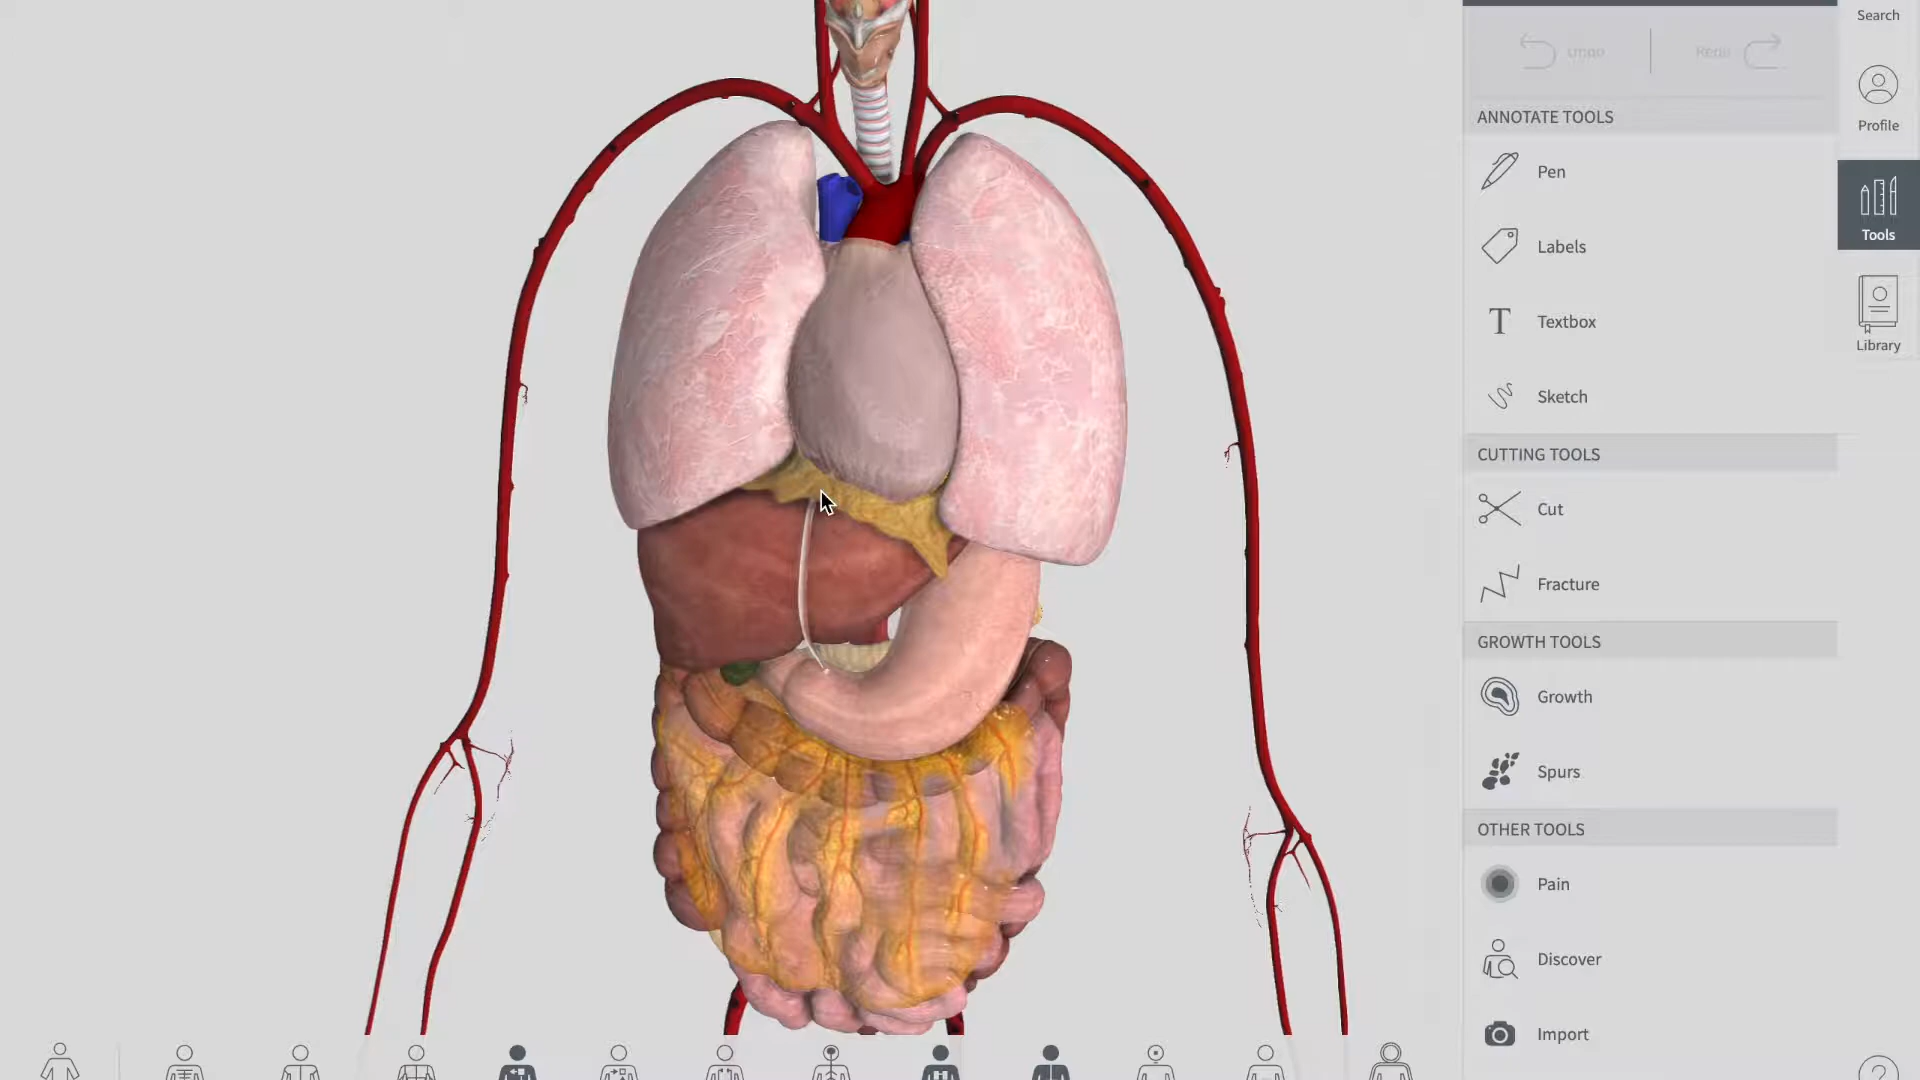 Search
Undo
Redo
Profile
ANNOTATE TOOLS
Pen
Labels
Tools
Textbox
Library
Sketch
CUTTING TOOLS
Cut
Fracture
GROWTH TOOLS
Growth
Spurs
OTHER TOOLS
Pain
Discover
Import
?